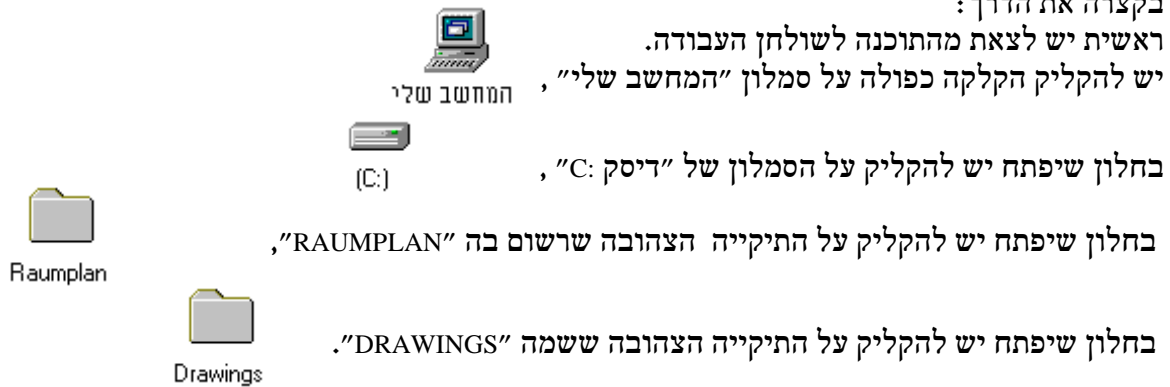 בקצרה את הדרך:
ראשית יש לצאת מהתוכנה לשולחן העבודה.
יש להקליק הקלקה כפולה על סמלון "המחשב שלי",
המחשב שלי
בחלון שיפתח יש להקליק על הסמלון של "דיסק C:",
(C:)
בחלון שיפתח יש להקליק על התיקייה הצהובה שרשום בה "RAUMPLAN",
Raumplan
בחלון שיפתח יש להקליק על התיקייה הצהובה ששמה "DRAWINGS".
Drawings